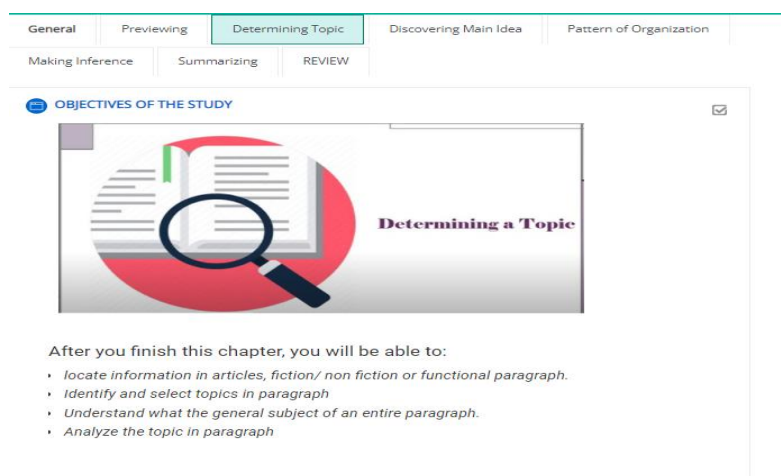 General Previewing Determining Topic Discovering Main Idea Pattern of Organization
Making Inference Summarizing REVIEW
OBJECTIVES OF THE STUDY
Determining a Topic
After you finish this chapter, you will be able to:
• locate information in articles, fiction/ non fiction or functional paragraph.
• Identify and select topics in paragraph
• Understand what the general subject of an entire paragraph.
• Analyze the topic in paragraph